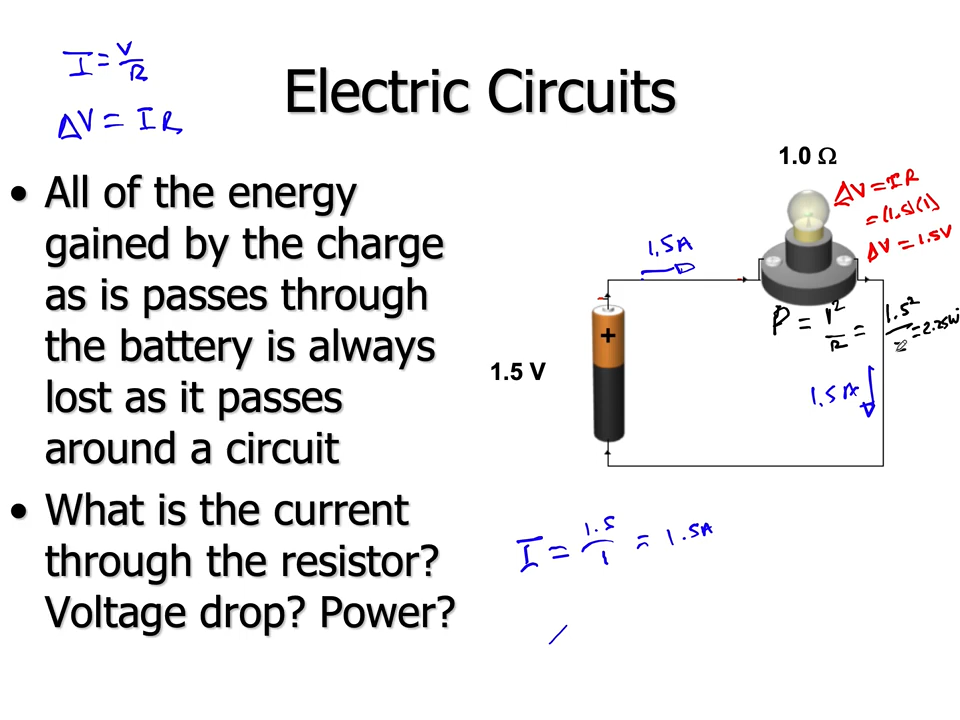 I = V/R
ΔV = IR
Electric Circuits
• All of the energy
gained by the charge
as is passes through
the battery is always
lost as it passes
around a circuit
• What is the current
through the resistor?
Voltage drop? Power?
1.0 Ω
ΔV = IR
= (1.5)(1)
ΔV = 1.5V
1.5A
+
1.5 V
P = V²/R = 1.5²/ = 2.25W
1.5A
I = 1.5/1 = 1.5A